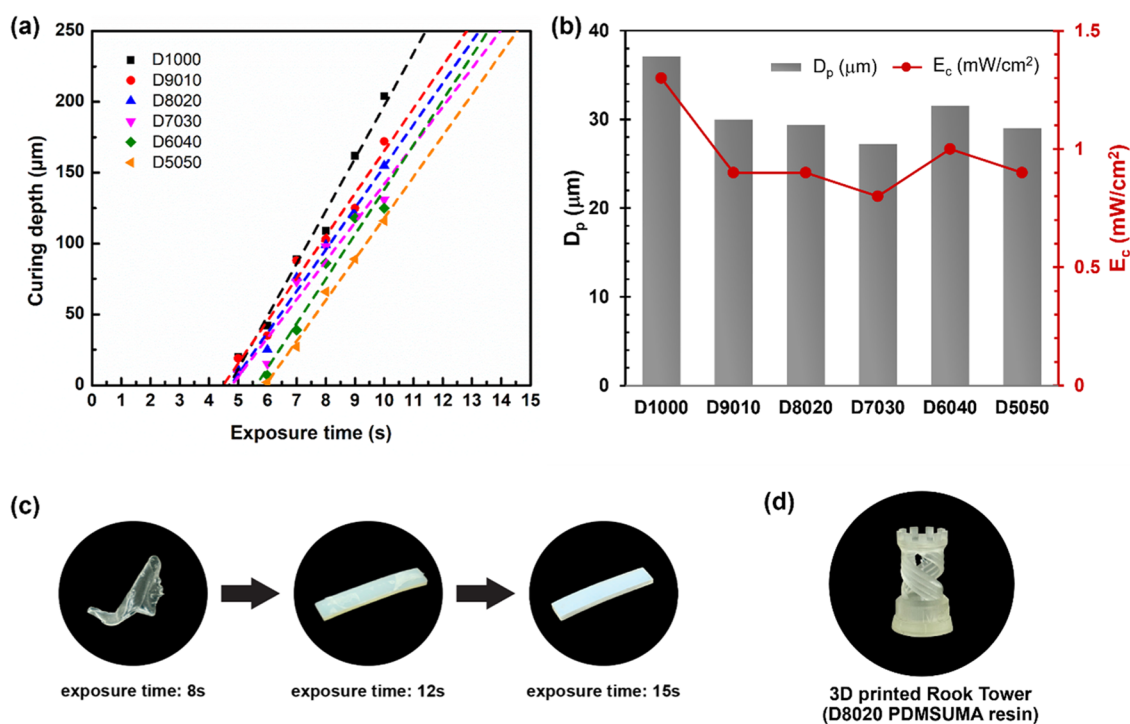 (a)
250
200
150
100
50
0
Curing depth (μm)
D1000
D9010
D8020
D7030
D6040
D5050
0 1 2 3 4 5 6 7 8 9 10 11 12 13 14 15
Exposure time (s)
(b)
40
30
20
10
0
Dp (μm)
Dp (μm)
Ec (mW/cm²)
1.5
1
0.5
0
Ec (mW/cm²)
D1000 D9010 D8020 D7030 D6040 D5050
(c)
exposure time: 8s
exposure time: 12s
exposure time: 15s
(d)
3D printed Rook Tower
(D8020 PDMSUMA resin)